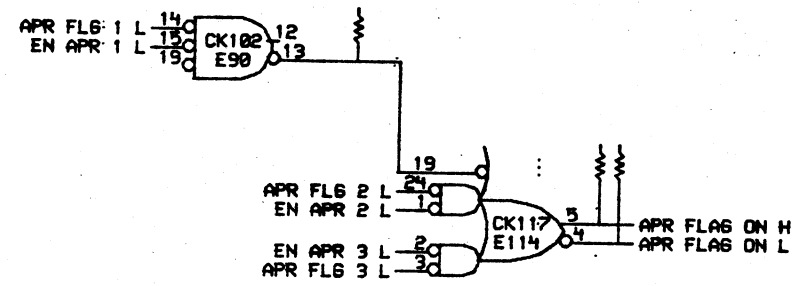 APR FLG 1 L 14
EN APR 1 L 15
19
CK102
E90
12
13
19
APR FLG 2 L 24
EN APR 2 L 1
EN APR 3 L 2
APR FLG 3 L 3
CK117
E114
5
4
APR FLAG ON H
APR FLAG ON L